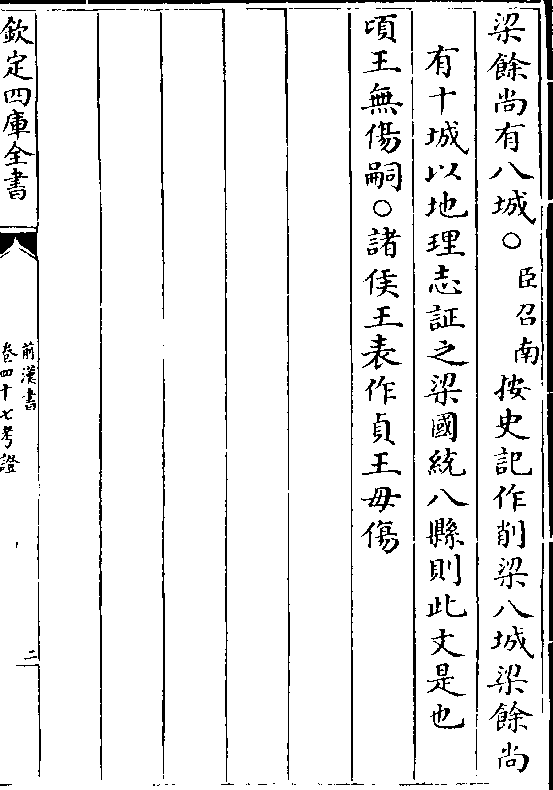 梁餘尚有八城○臣召南按史記作削梁八城梁餘尚
有十城以地理志証之梁國統八縣則此文是也
頃王無傷嗣○諸侯王表作貞王毋傷
欽定四庫全書
前漢書
卷四十七考證
二